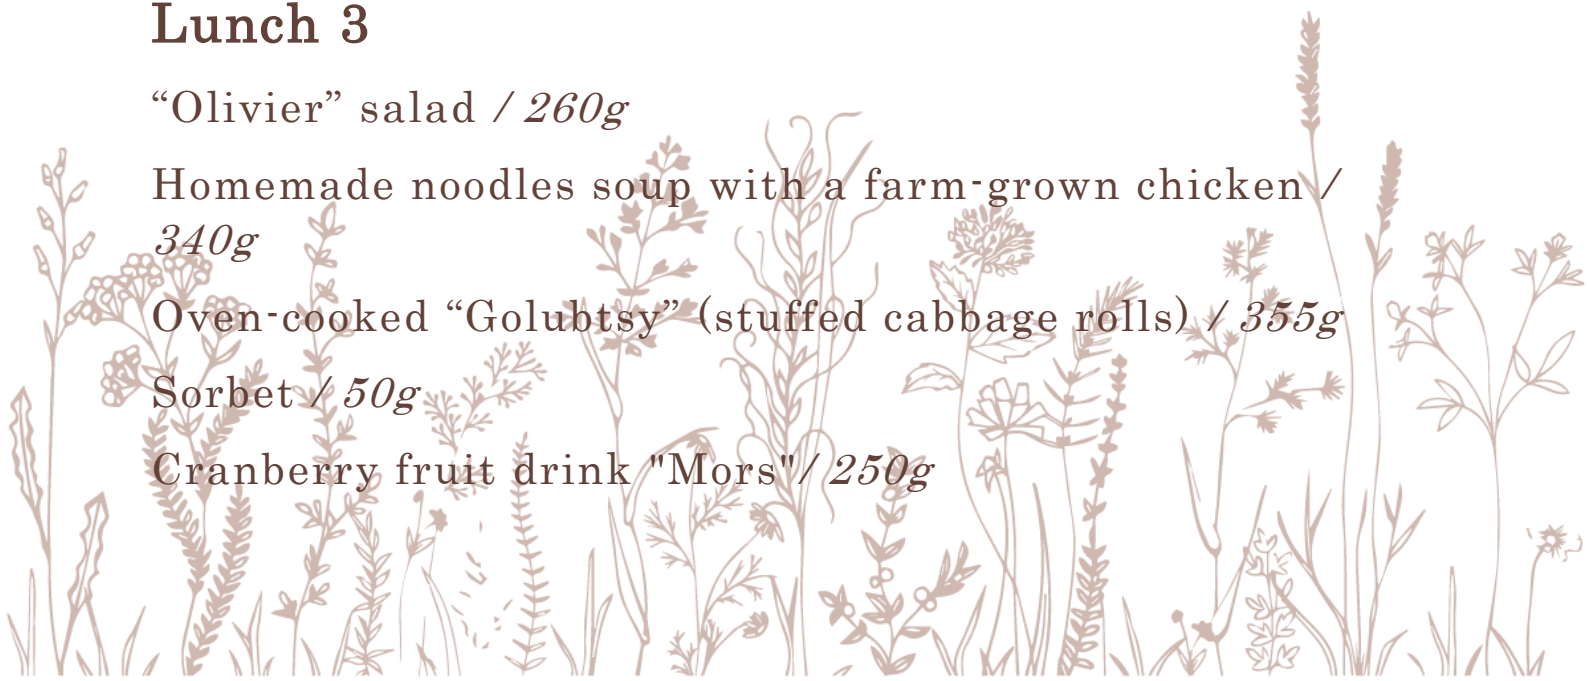 Lunch 3
“Olivier” salad / 260g
Homemade noodles soup with a farm-grown chicken /
340g
Oven-cooked “Golubtsy” (stuffed cabbage rolls) / 355g
Sorbet / 50g
Cranberry fruit drink "Mors"/ 250g